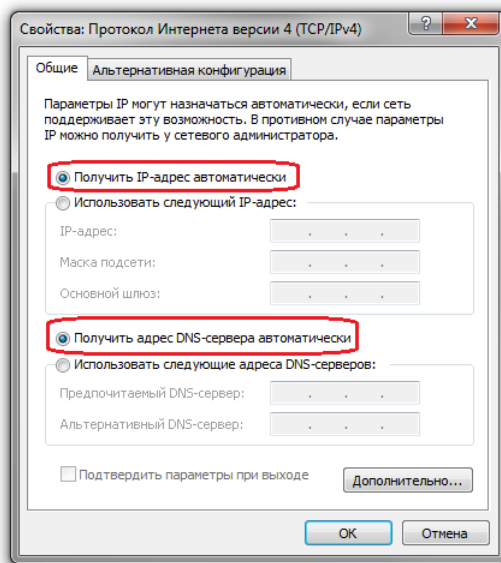 Свойства: Протокол Интернета версии 4 (TCP/IPv4)
Общие
Альтернативная конфигурация
Параметры IP могут назначаться автоматически, если сеть
поддерживает эту возможность. В противном случае параметры
IP можно получить у сетевого администратора.
Получить IP-адрес автоматически
Использовать следующий IP-адрес:
IP-адрес:
Маска подсети:
Основной шлюз:
Получить адрес DNS-сервера автоматически
Использовать следующие адреса DNS-серверов:
Предпочитаемый DNS-сервер:
Альтернативный DNS-сервер:
Подтвердить параметры при выходе
Дополнительно...
ОК
Отмена